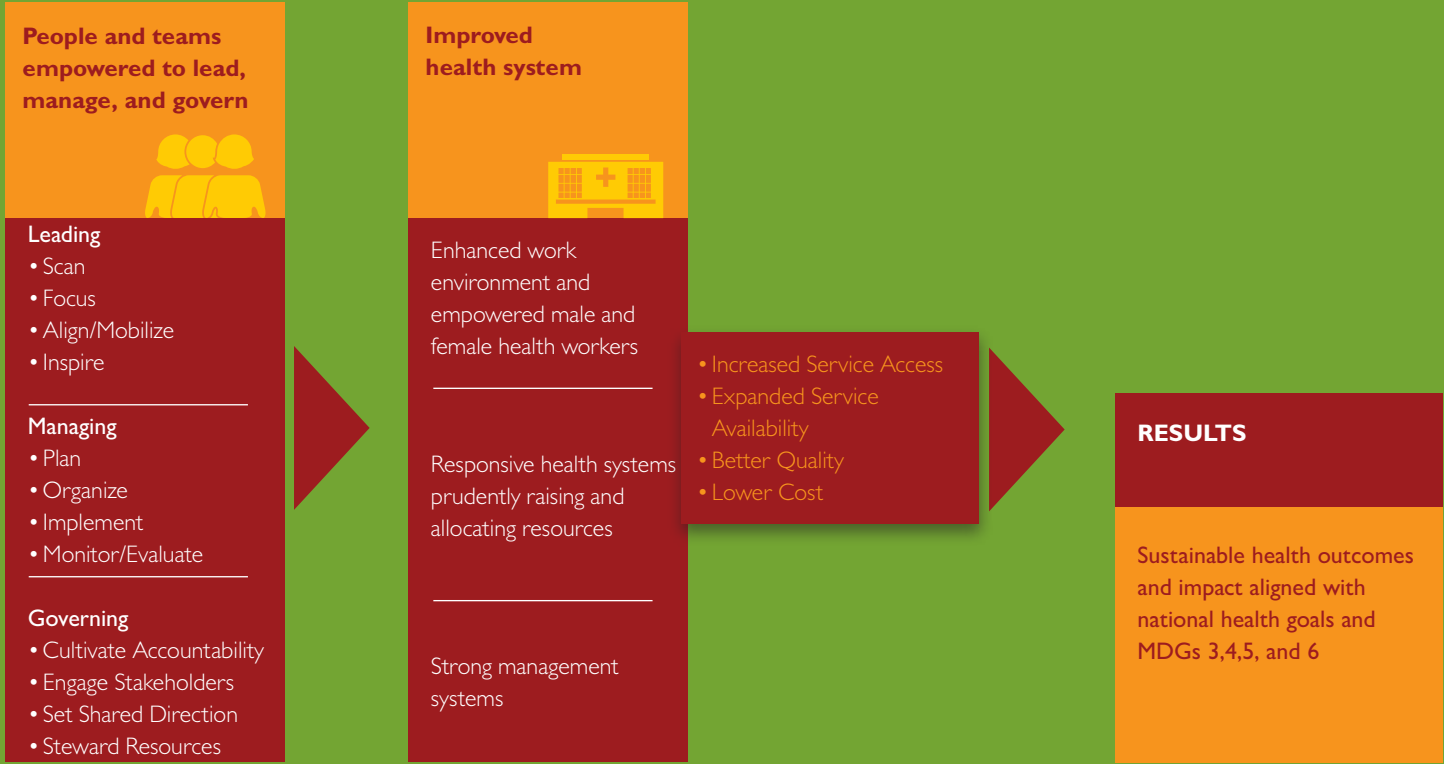 People and teams
empowered to lead,
manage, and govern
Leading
• Scan
• Focus
• Align/Mobilize
• Inspire
Managing
• Plan
• Organize
• Implement
• Monitor/Evaluate
Governing
• Cultivate Accountability
• Engage Stakeholders
• Set Shared Direction
• Steward Resources
Improved
health system
Enhanced work
environment and
empowered male and
female health workers
Responsive health systems
prudently raising and
allocating resources
Strong management
systems
• Increased Service Access
• Expanded Service
Availability
• Better Quality
• Lower Cost
RESULTS
Sustainable health outcomes
and impact aligned with
national health goals and
MDGs 3,4,5, and 6